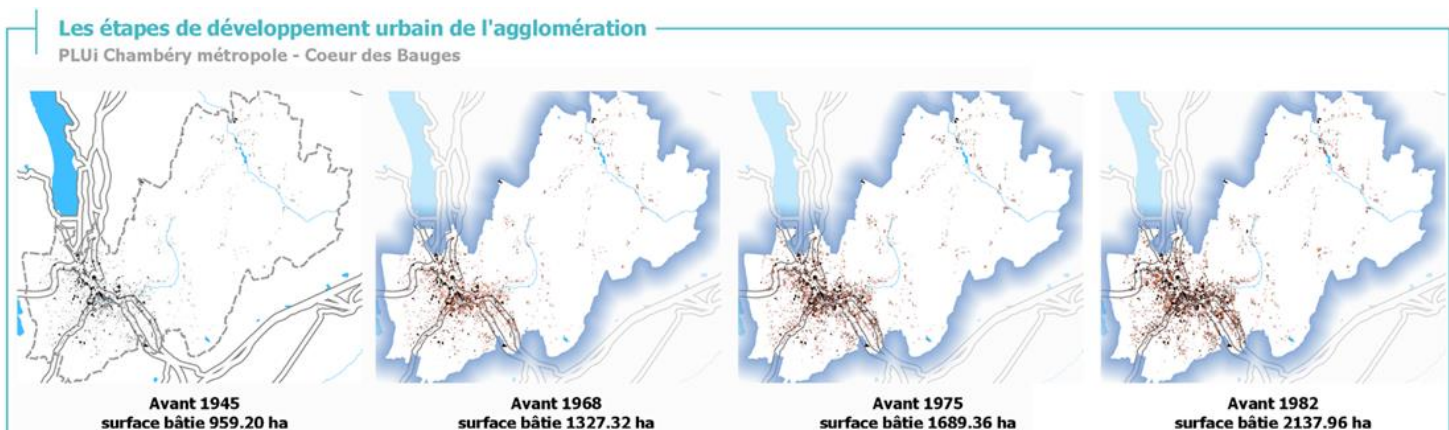 Les étapes de développement urbain de l'agglomération
PLUi Chambéry métropole - Coeur des Bauges
Avant 1945
surface bâtie 959.20 ha
Avant 1968
surface bâtie 1327.32 ha
Avant 1975
surface bâtie 1689.36 ha
Avant 1982
surface bâtie 2137.96 ha